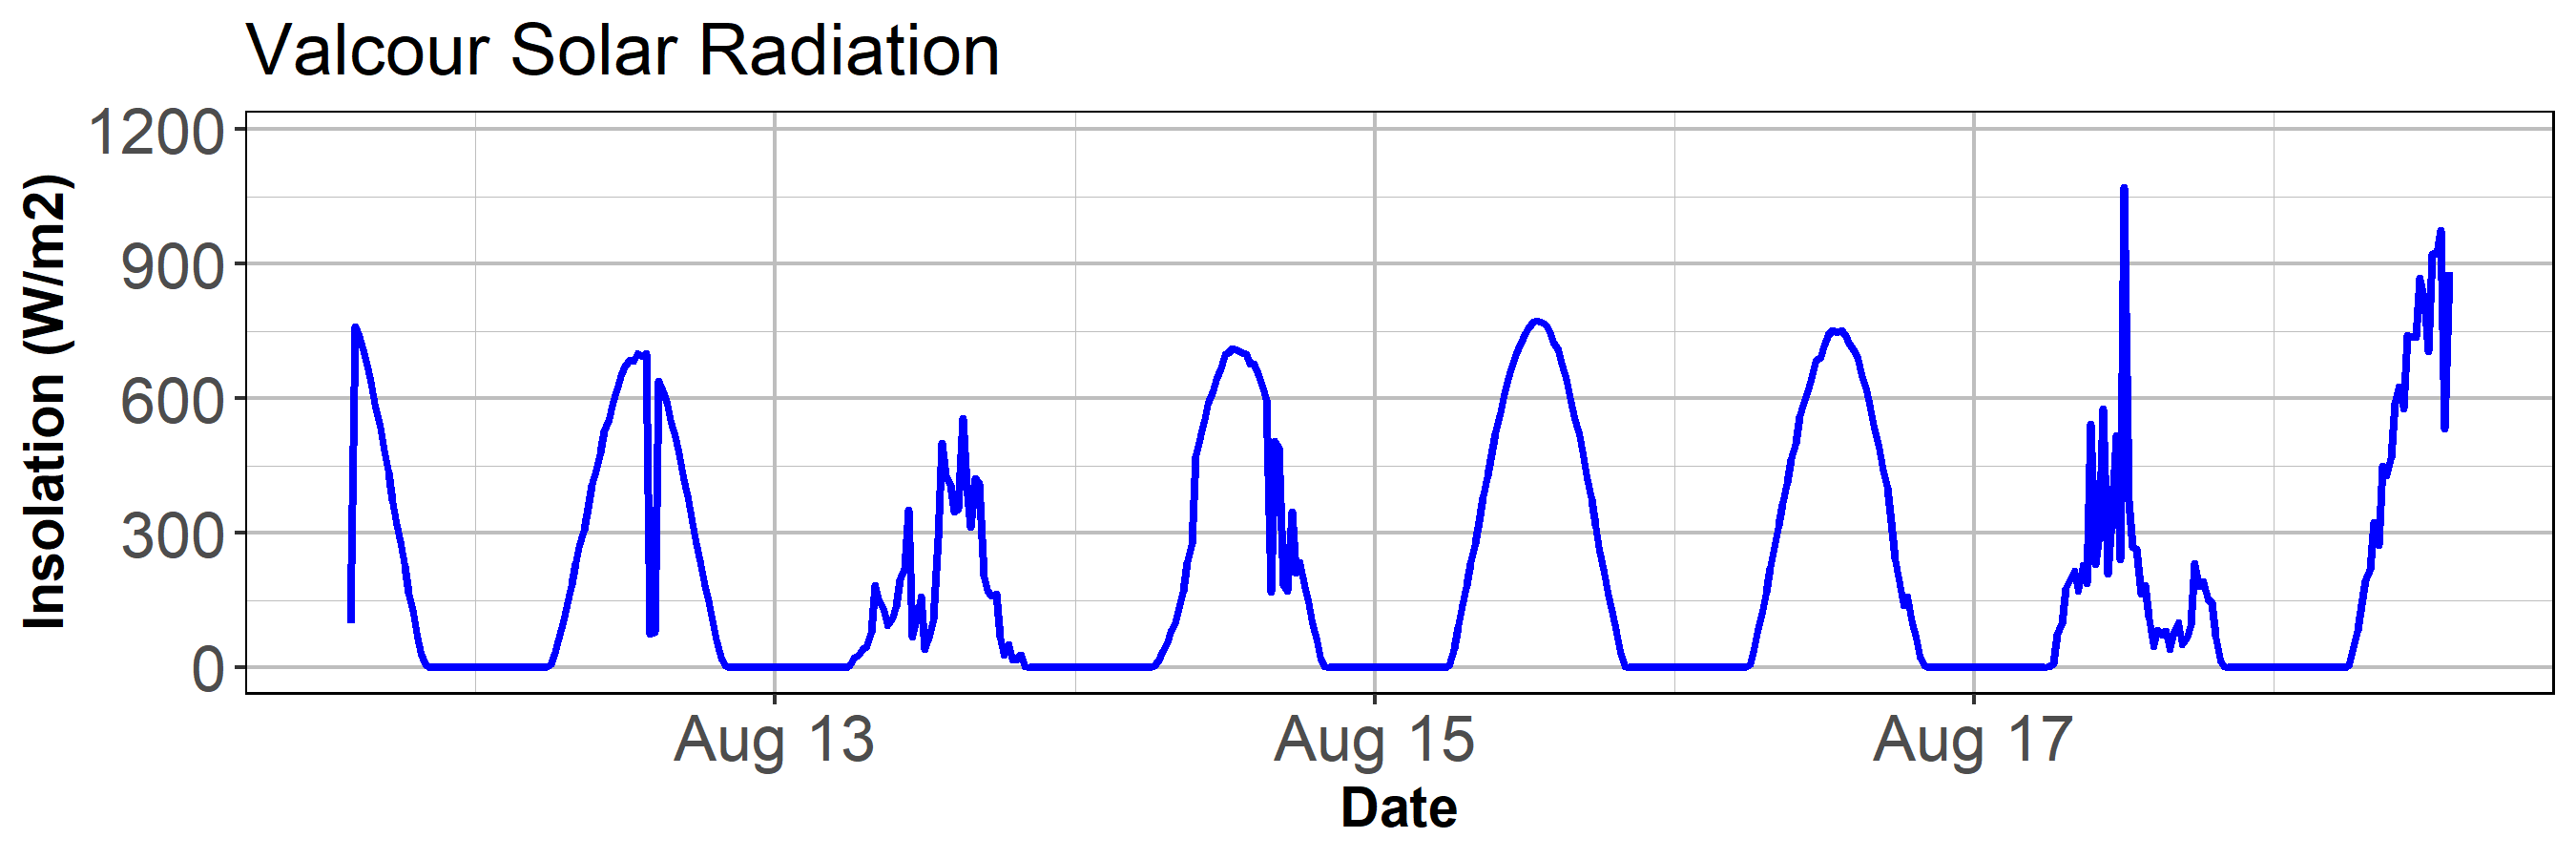 Valcour Solar Radiation
Insolation (W/m2)
1200
900
600
300
0
Aug 13 Aug 15 Aug 17
Date